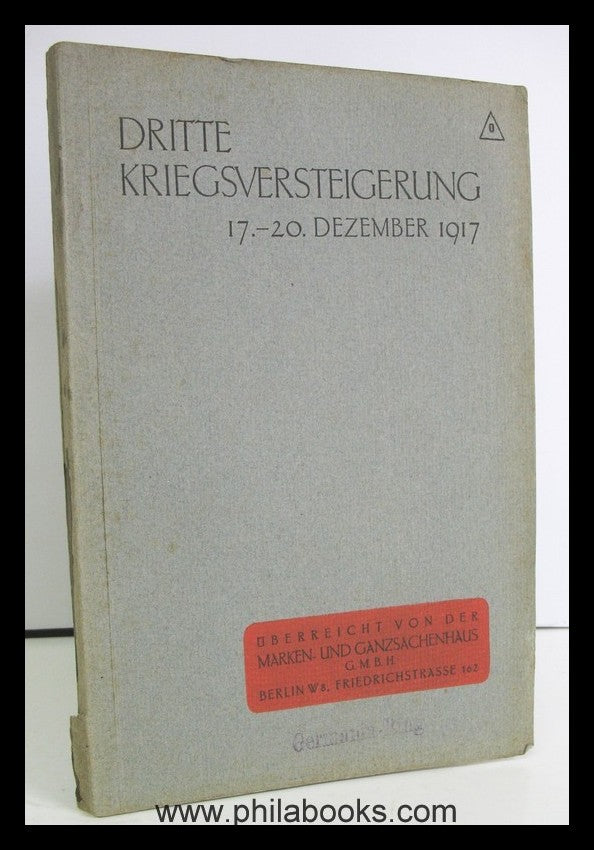 DRITTE
KRIEGSVERSTEIGERUNG
17.–20. DEZEMBER 1917
ÜBERREICHT VON DER
MARKEN- UND GANZSACHENHAUS
G.M.B.H
BERLIN W8, FRIEDRICHSTRASSE 162
www.philabooks.com